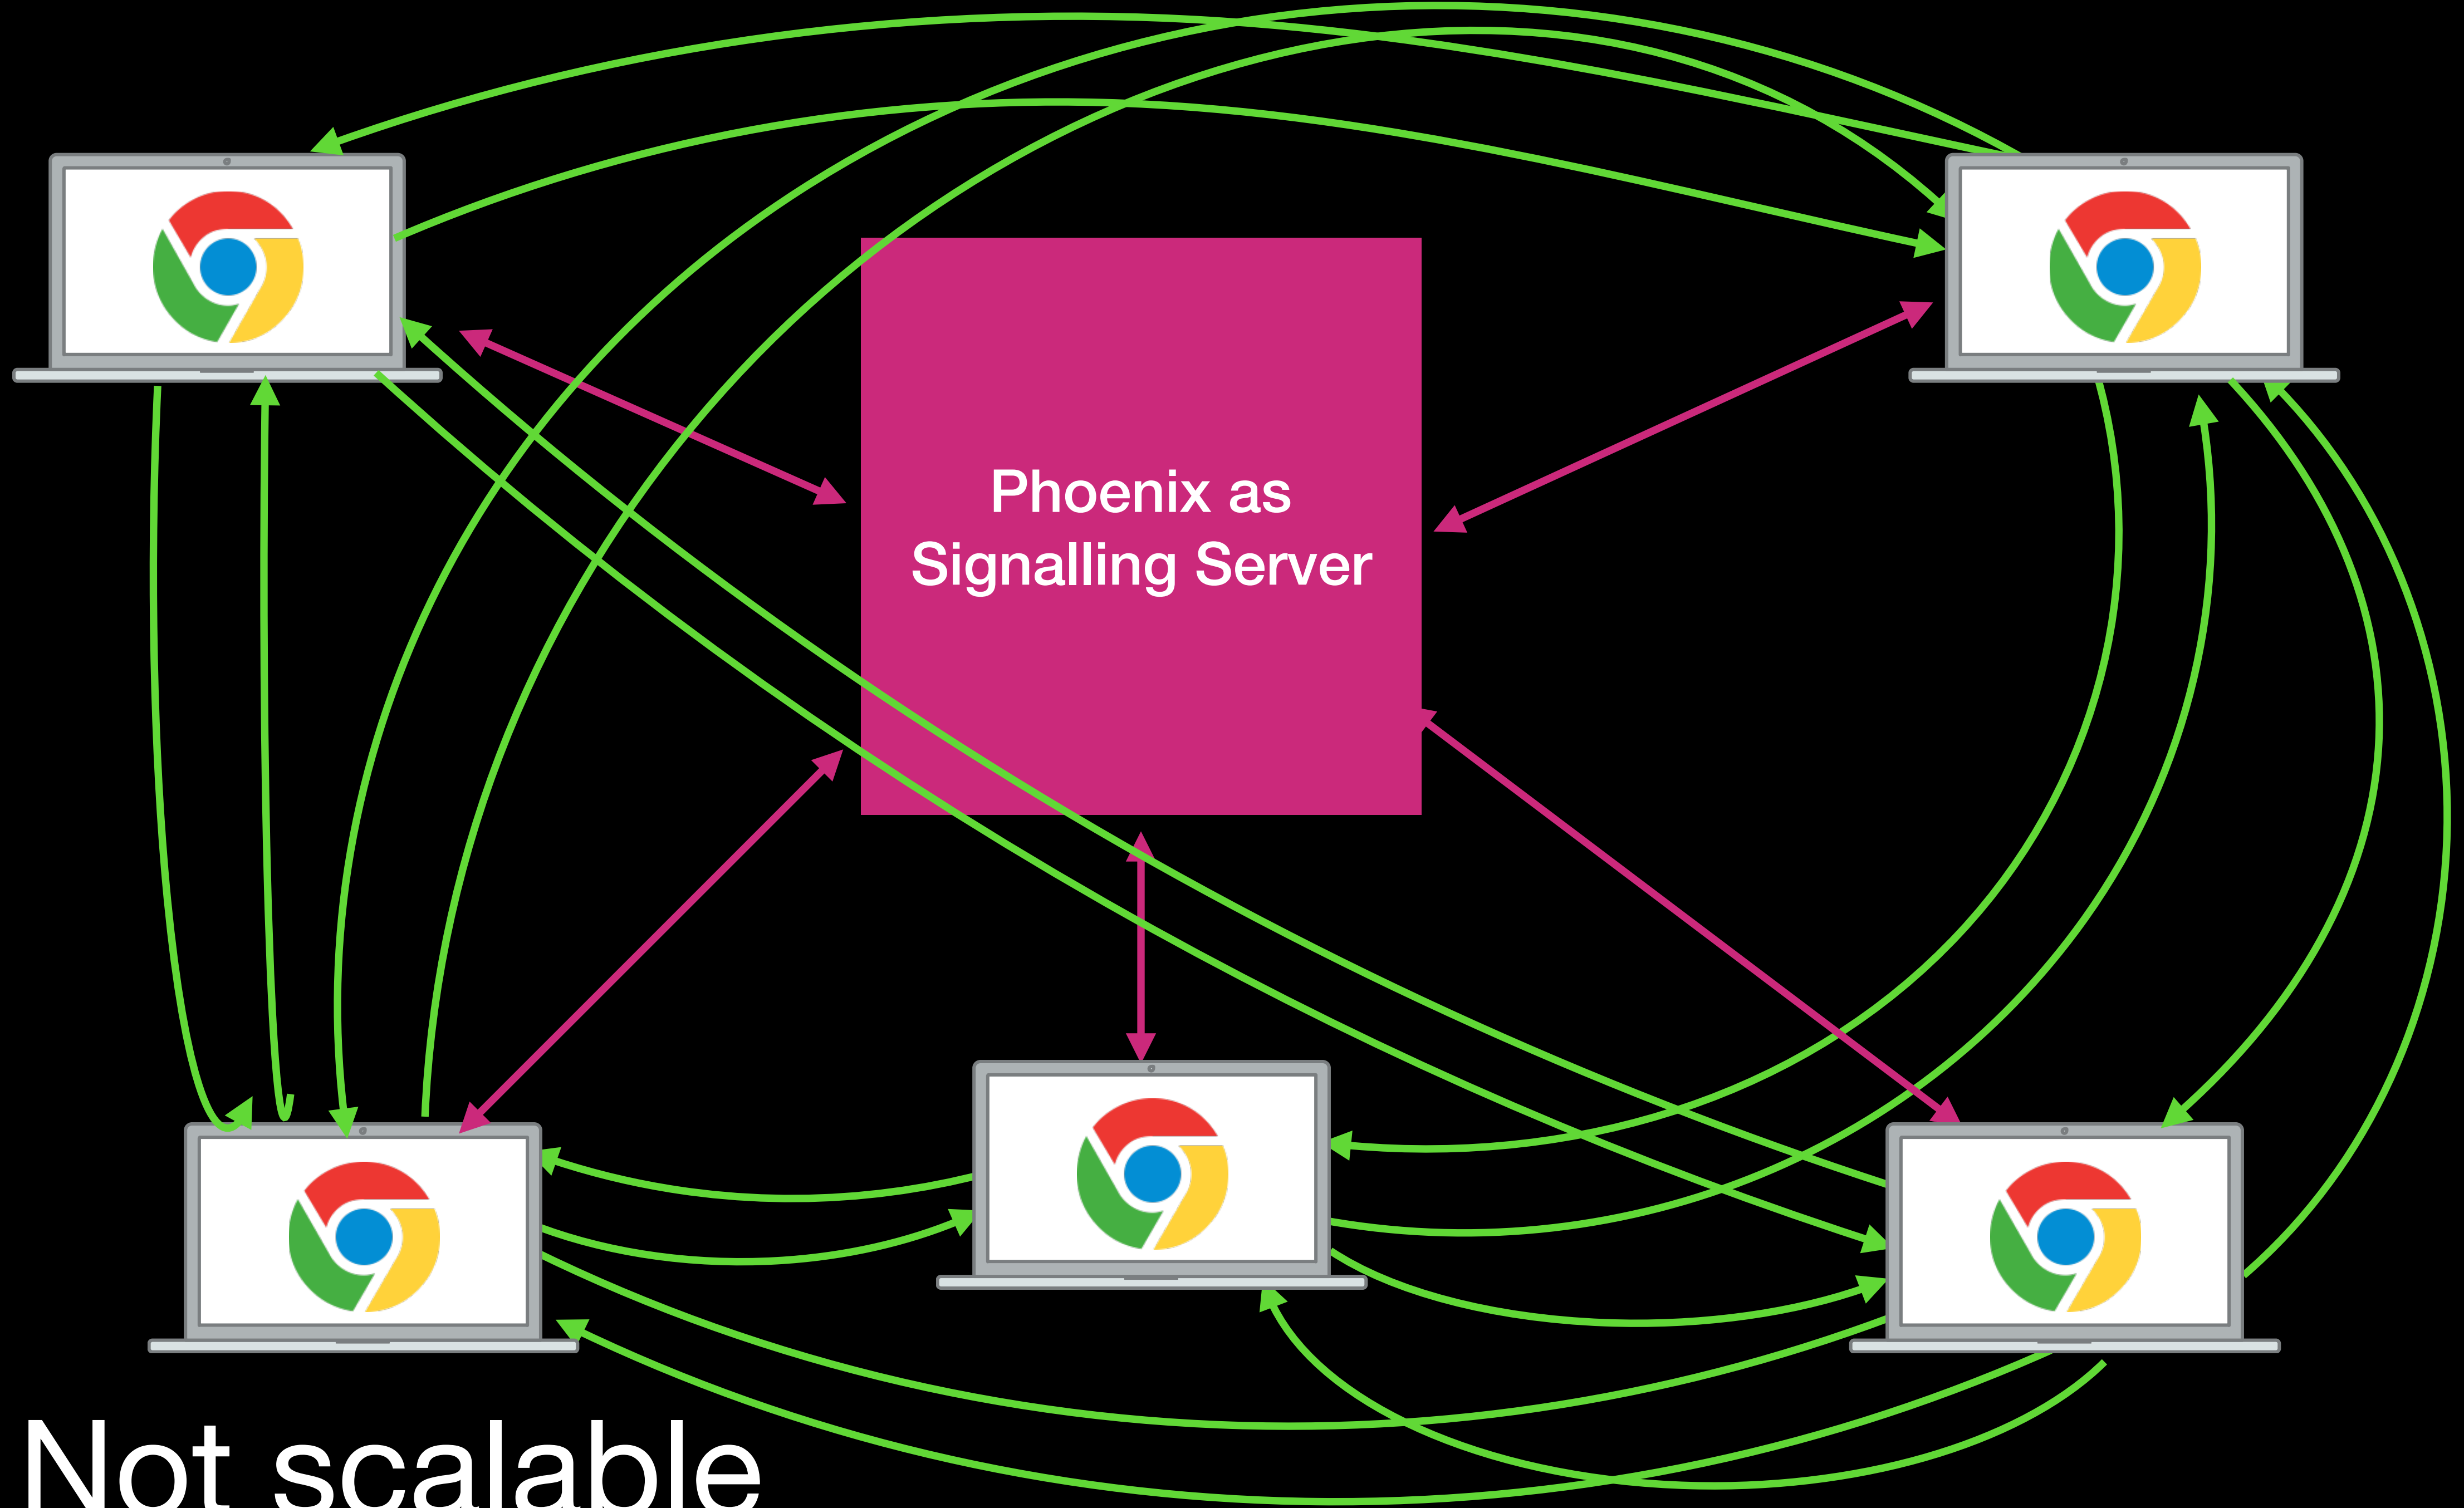 Phoenix as
Signalling Server
Not scalable